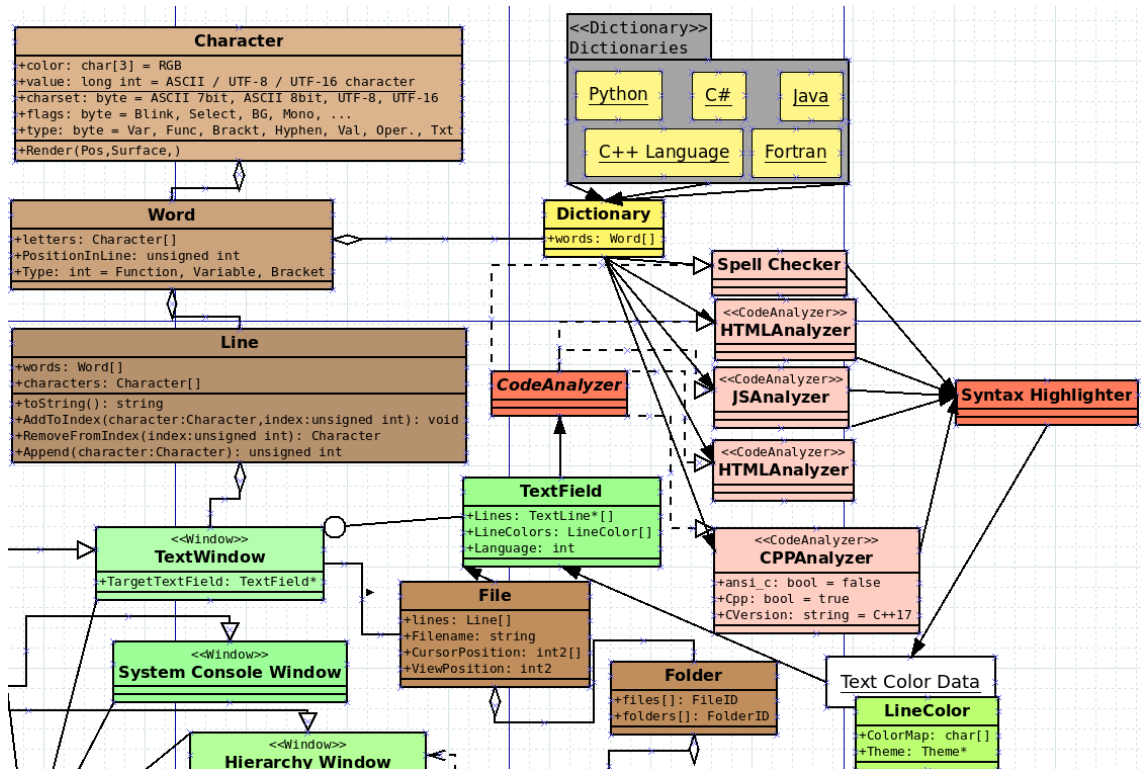 Character
+color: char[3] = RGB
+value: long int = ASCII / UTF-8 / UTF-16 character
+charset: byte = ASCII 7bit, ASCII 8bit, UTF-8, UTF-16
+flags: byte = Blink, Select, BG, Mono, ...
+type: byte = Var, Func, Brackt, Hyphen, Val, Oper., Txt
+Render(Pos,Surface,)
<<Dictionary>>
Dictionaries
Python
C#
Java
C++ Language
Fortran
Word
+letters: Character[]
+PositionInLine: unsigned int
+Type: int = Function, Variable, Bracket
Dictionary
+words: Word[]
Spell Checker
<<CodeAnalyzer>>
HTMLAnalyzer
Line
+words: Word[]
+characters: Character[]
+toString(): string
+AddToIndex(character:Character,index:unsigned int): void
+RemoveFromIndex(index:unsigned int): Character
+Append(character:Character): unsigned int
CodeAnalyzer
<<CodeAnalyzer>>
JSAnalyzer
Syntax Highlighter
<<CodeAnalyzer>>
HTMLAnalyzer
TextField
+Lines: TextLine*[]
+LineColors: LineColor[]
+Language: int
<<Window>>
TextWindow
+TargetTextField: TextField*
<<CodeAnalyzer>>
CPPAnalyzer
+ansi_c: bool = false
+Cpp: bool = true
+CVersion: string = C++17
File
+lines: Line[]
+Filename: string
+CursorPosition: int2[]
+ViewPosition: int2
<<Window>>
System Console Window
Folder
+files[]: FileID
+folders[]: FolderID
Text Color Data
LineColor
+ColorMap: char[]
+Theme: Theme*
<<Window>>
Hierarchy Window